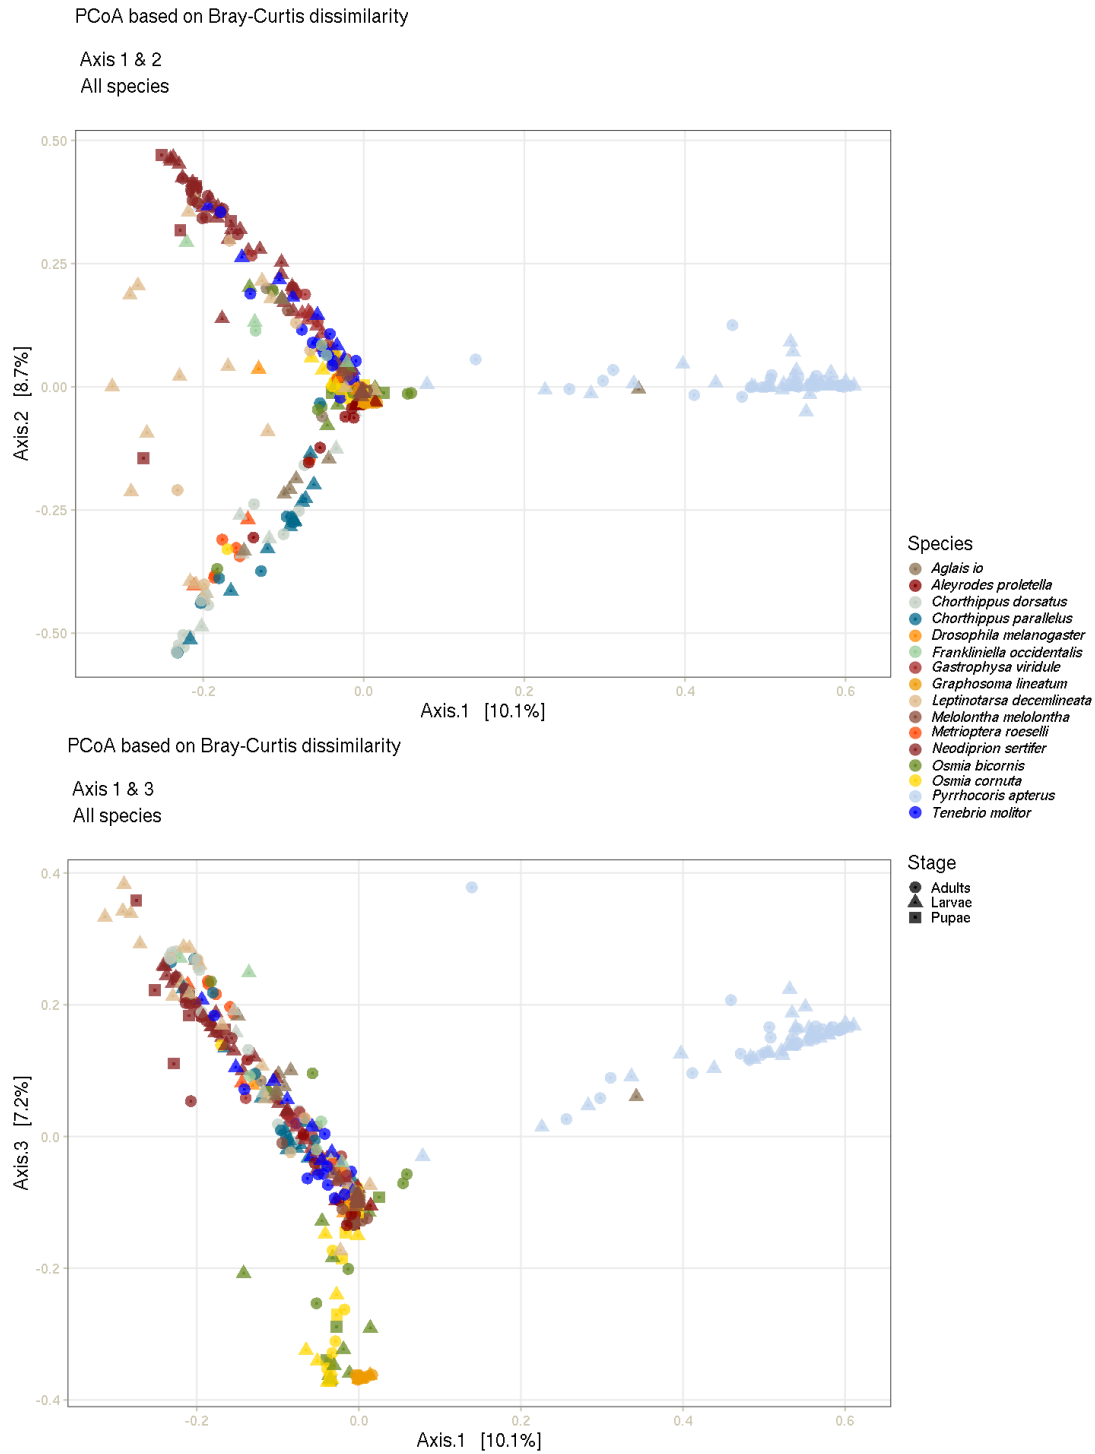 PCoA based on Bray-Curtis dissimilarity
Axis 1 & 2
All species
0.50
0.25
0.00
-0.25
-0.50
Axis.2 [8.7%]
-0.2
0.0
0.2
0.4
0.6
Axis.1 [10.1%]
Species
Aglais io
Aleyrodes proletella
Chorthippus dorsatus
Chorthippus parallelus
Drosophila melanogaster
Frankliniella occidentalis
Gastrophysa viridule
Graphosoma lineatum
Leptinotarsa decemlineata
Melolontha melolontha
Metrioptera roeselli
Neodiprion sertifer
Osmia bicornis
Osmia cornuta
Pyrrhocoris apterus
Tenebrio molitor
Stage
Adults
Larvae
Pupae
PCoA based on Bray-Curtis dissimilarity
Axis 1 & 3
All species
0.4
0.2
0.0
-0.2
-0.4
Axis.3 [7.2%]
-0.2
0.0
0.2
0.4
0.6
Axis.1 [10.1%]